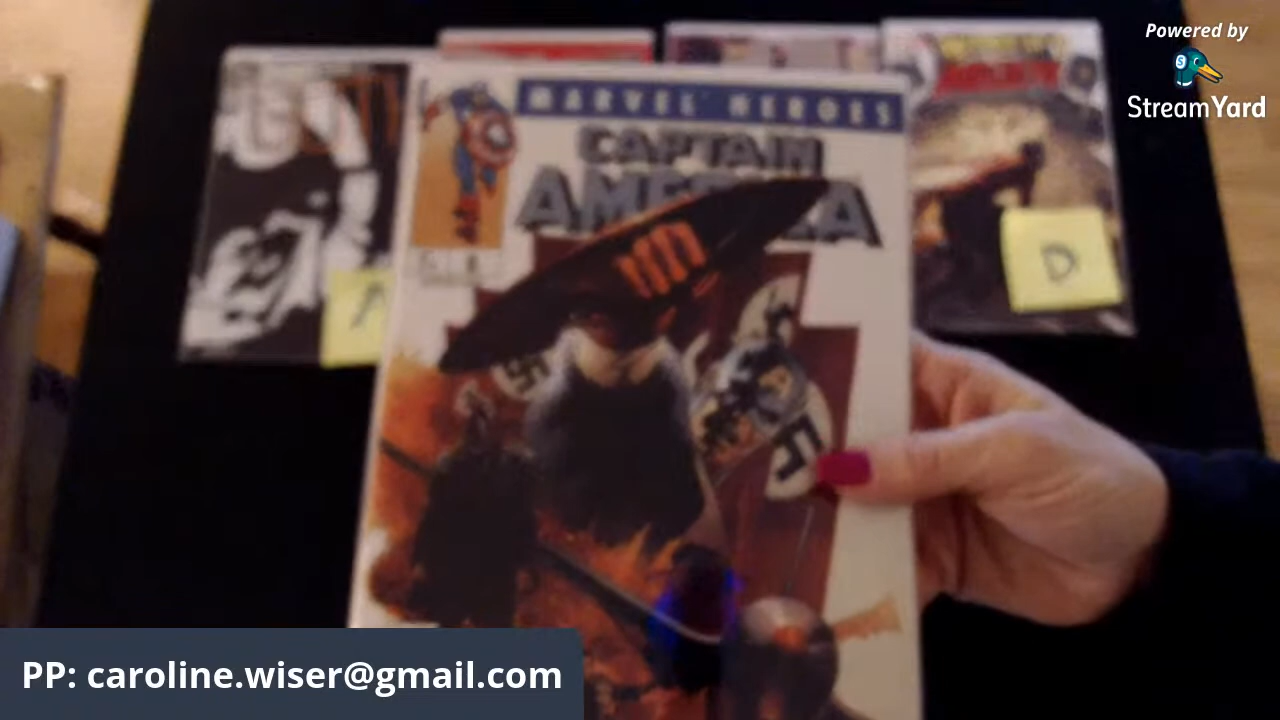 Powered by
StreamYard
MARVEL HEROES
CAPTAIN
AMERICA
A
D
PP: caroline.wiser@gmail.com